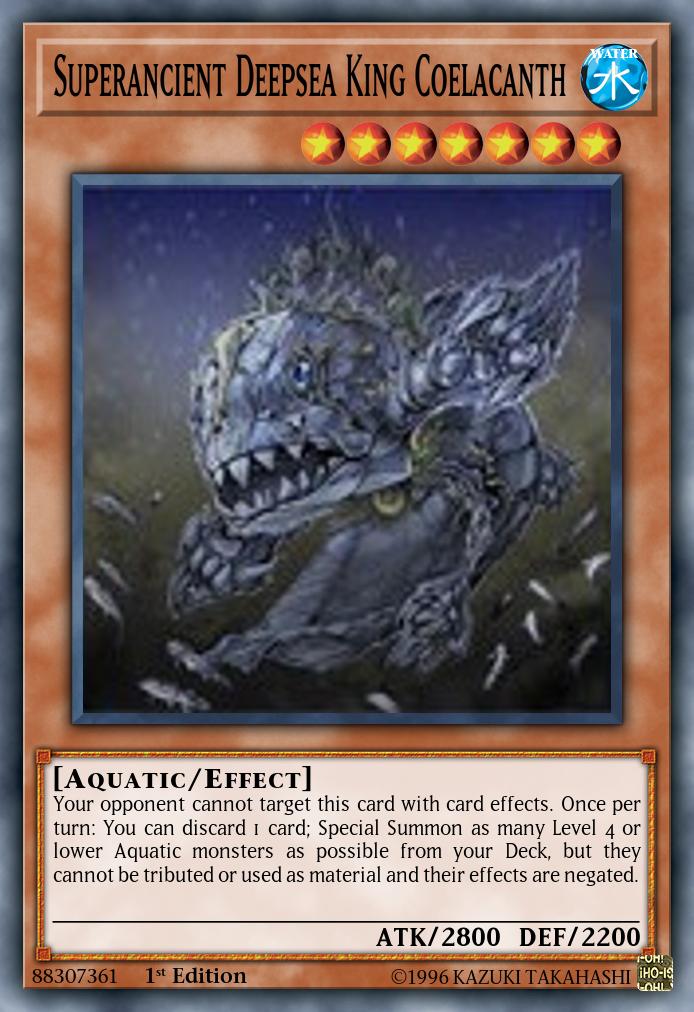 Superancient Deepsea King Coelacanth
WATER
水
[Aquatic/Effect]
Your opponent cannot target this card with card effects. Once per
turn: You can discard 1 card; Special Summon as many Level 4 or
lower Aquatic monsters as possible from your Deck, but they
cannot be tributed or used as material and their effects are negated.
ATK/2800 DEF/2200
88307361 1st Edition ©1996 KAZUKI TAKAHASHI